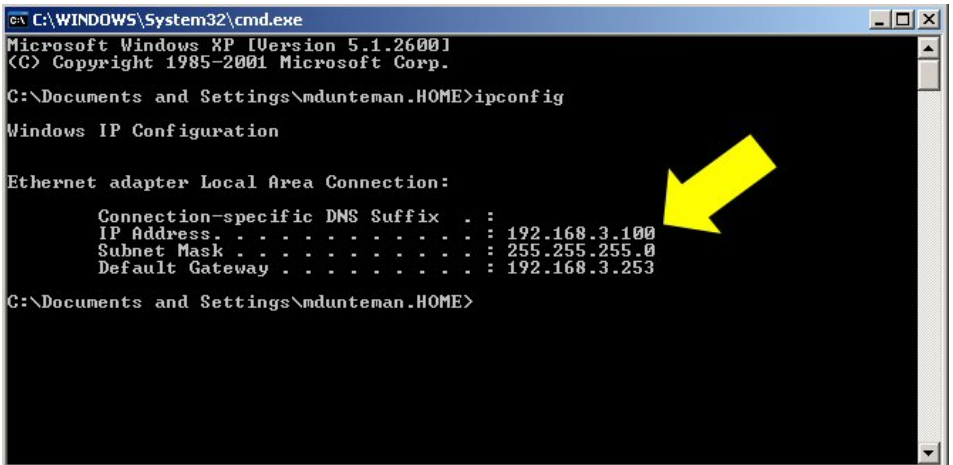 C:\WINDOWS\System32\cmd.exe
Microsoft Windows XP [Version 5.1.2600]
(C) Copyright 1985-2001 Microsoft Corp.
C:\Documents and Settings\mdunteman.HOME>ipconfig
Windows IP Configuration
Ethernet adapter Local Area Connection:
Connection-specific DNS Suffix  . :
IP Address. . . . . . . . . . . . : 192.168.3.100
Subnet Mask . . . . . . . . . . . : 255.255.255.0
Default Gateway . . . . . . . . . : 192.168.3.253
C:\Documents and Settings\mdunteman.HOME>